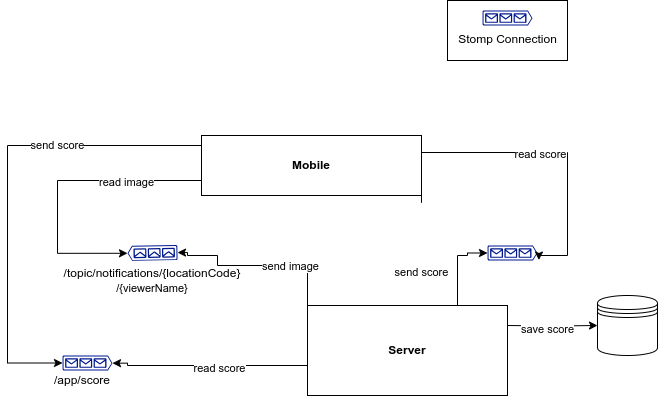 Stomp Connection
send score
Mobile
read score
read image
/topic/notifications/{locationCode}
/{viewerName}
send image
send score
save score
Server
read score
/app/score